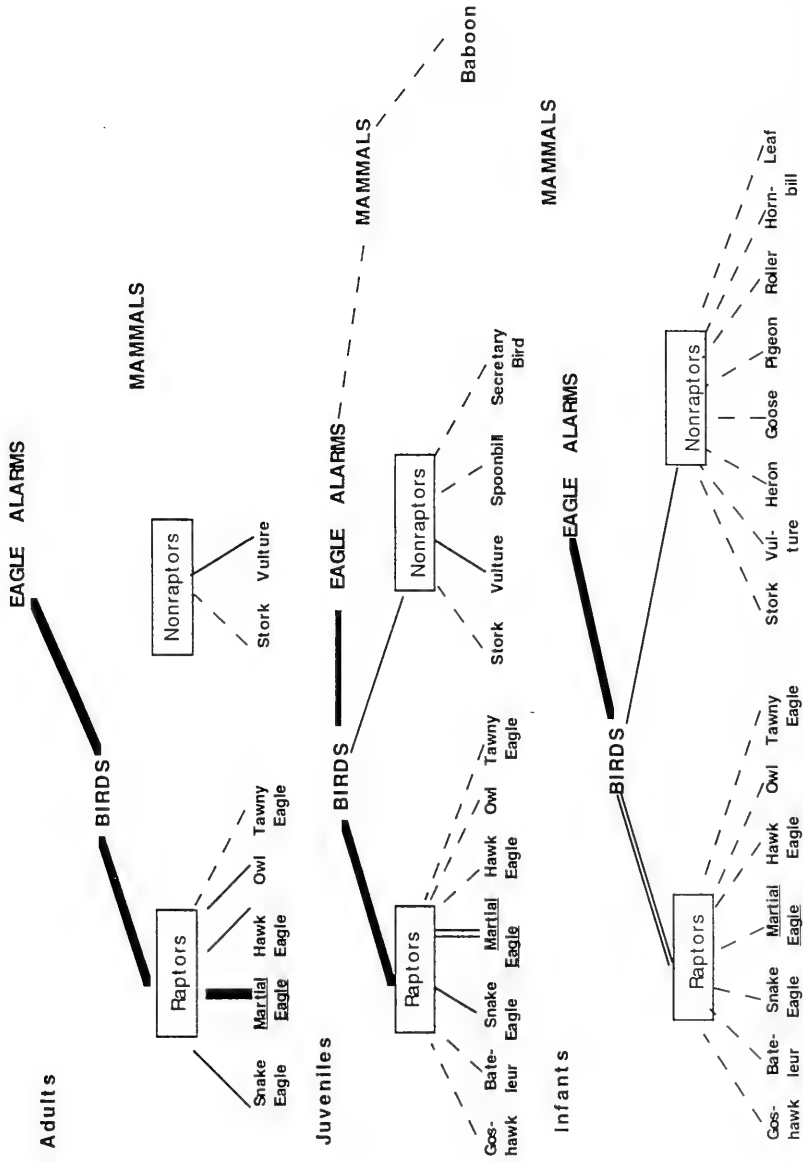 Adults
EAGLE ALARMS
BIRDS
MAMMALS
Raptors
Nonraptors
Snake
Eagle
Martial
Eagle
Hawk
Eagle
Owl
Tawny
Eagle
Stork
Vulture
Juveniles
BIRDS
EAGLE ALARMS
MAMMALS
Raptors
Nonraptors
Baboon
Gos-
hawk
Bate-
leur
Snake
Eagle
Martial
Eagle
Hawk
Eagle
Owl
Tawny
Eagle
Stork
Vulture
Spoonbill
Secretary
Bird
Infants
EAGLE ALARMS
BIRDS
MAMMALS
Raptors
Nonraptors
Gos-
hawk
Bate-
leur
Snake
Eagle
Martial
Eagle
Hawk
Eagle
Owl
Tawny
Eagle
Stork
Vul-
ture
Heron
Goose
Pigeon
Roller
Horn-
bill
Leaf